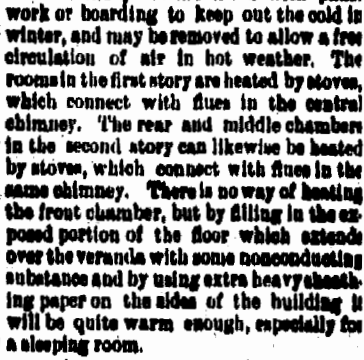 work or boarding to keep out the cold in
winter, and may be removed to allow a free
circulation of air in hot weather. The
rooms in the first story are heated by stoves,
which connect with flues in the central
chimney. The rear and middle chambers
in the second story can likewise be heated
by stoves, which connect with flues in the
same chimney. There is no way of heating
the front chamber, but by filling in the ex-
posed portion of the floor which extends
over the veranda with some nonconducting
substance and by using extra heavy sheath-
ing paper on the sides of the building it
will be quite warm enough, especially for
a sleeping room.